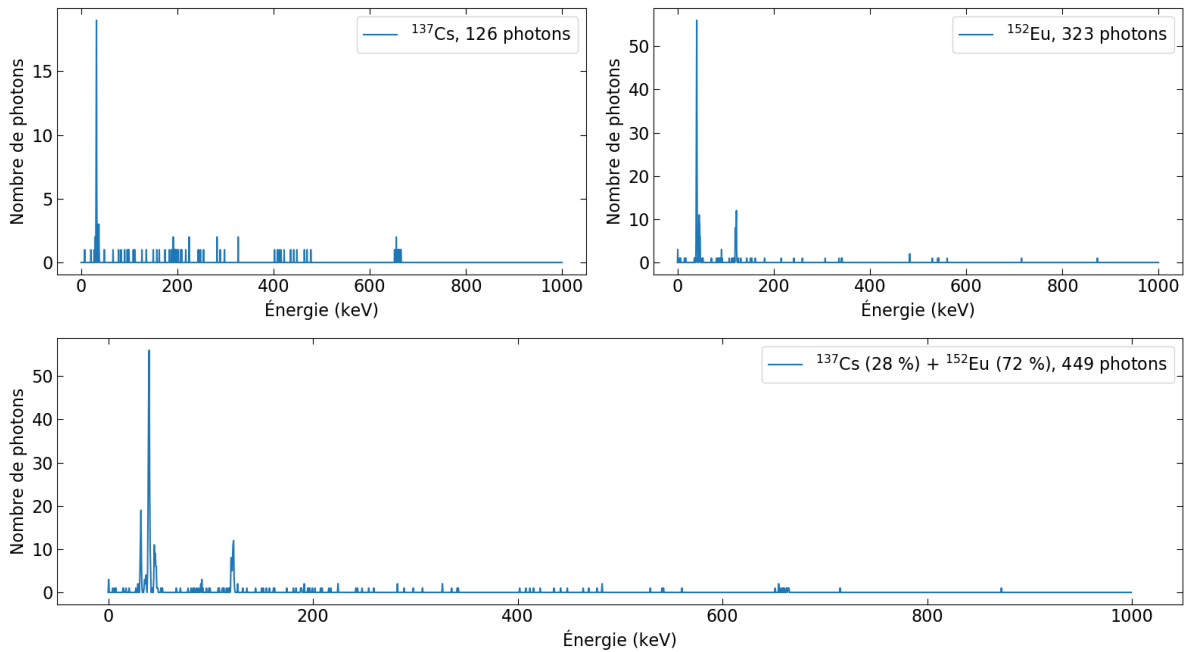 ¹³⁷Cs, 126 photons
Nombre de photons
15
10
5
0
0 200 400 600 800 1000
Énergie (keV)
¹⁵²Eu, 323 photons
Nombre de photons
50
40
30
20
10
0
0 200 400 600 800 1000
Énergie (keV)
¹³⁷Cs (28 %) + ¹⁵²Eu (72 %), 449 photons
Nombre de photons
50
40
30
20
10
0
0 200 400 600 800 1000
Énergie (keV)